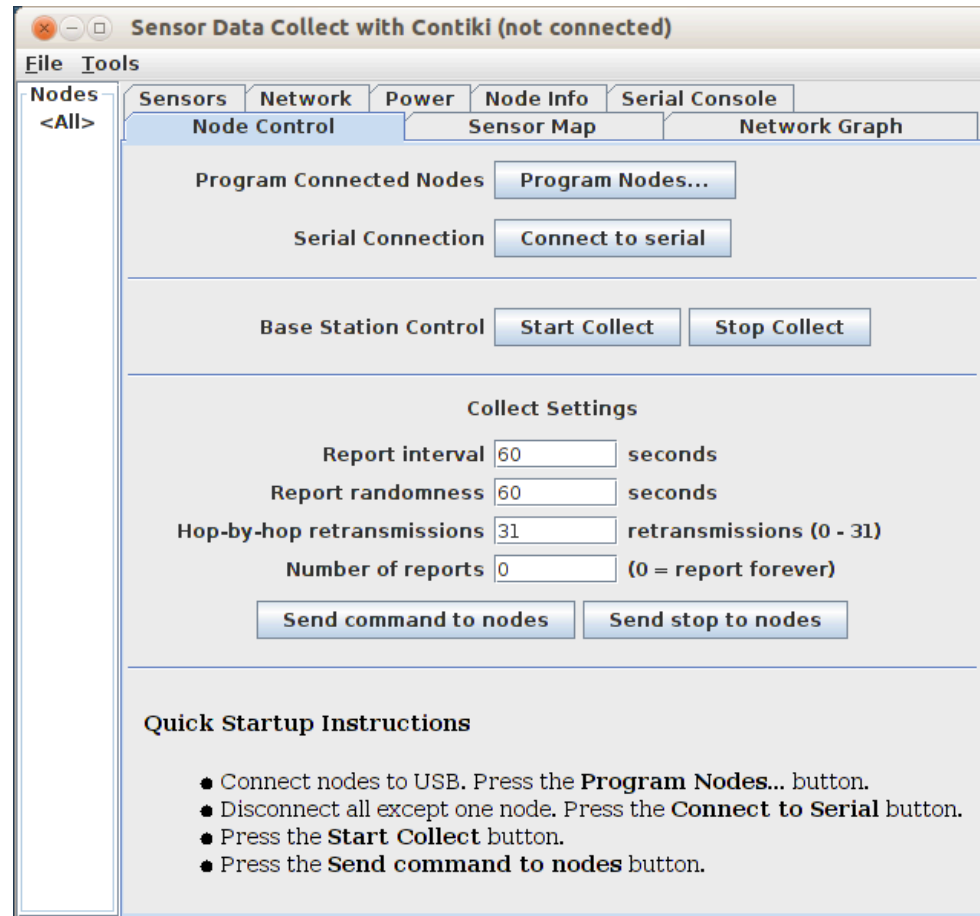 Sensor Data Collect with Contiki (not connected)
File Tools
Nodes
<All>
Sensors Network Power Node Info Serial Console
Node Control Sensor Map Network Graph
Program Connected Nodes Program Nodes...
Serial Connection Connect to serial
Base Station Control Start Collect Stop Collect
Collect Settings
Report interval 60 seconds
Report randomness 60 seconds
Hop-by-hop retransmissions 31 retransmissions (0 - 31)
Number of reports 0 (0 = report forever)
Send command to nodes Send stop to nodes
Quick Startup Instructions
● Connect nodes to USB. Press the Program Nodes... button.
● Disconnect all except one node. Press the Connect to Serial button.
● Press the Start Collect button.
● Press the Send command to nodes button.